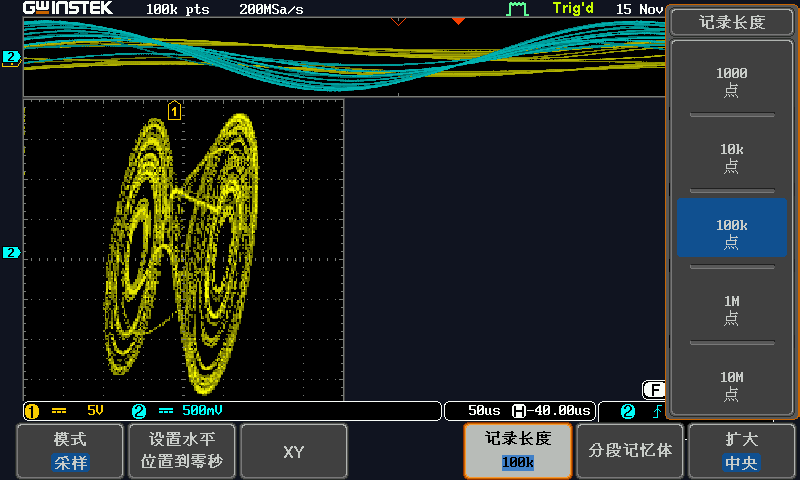 GWINSTEK 100k pts 200MSa/s Trig'd 15 Nov
记录长度
1000
点
10k
点
100k
点
1M
点
10M
点
2
1
2
F
1 5V 2 500mV 50us H -40.00us 2
模式
采样
设置水平
位置到零秒
XY
记录长度
100k
分段记忆体
扩大
中央